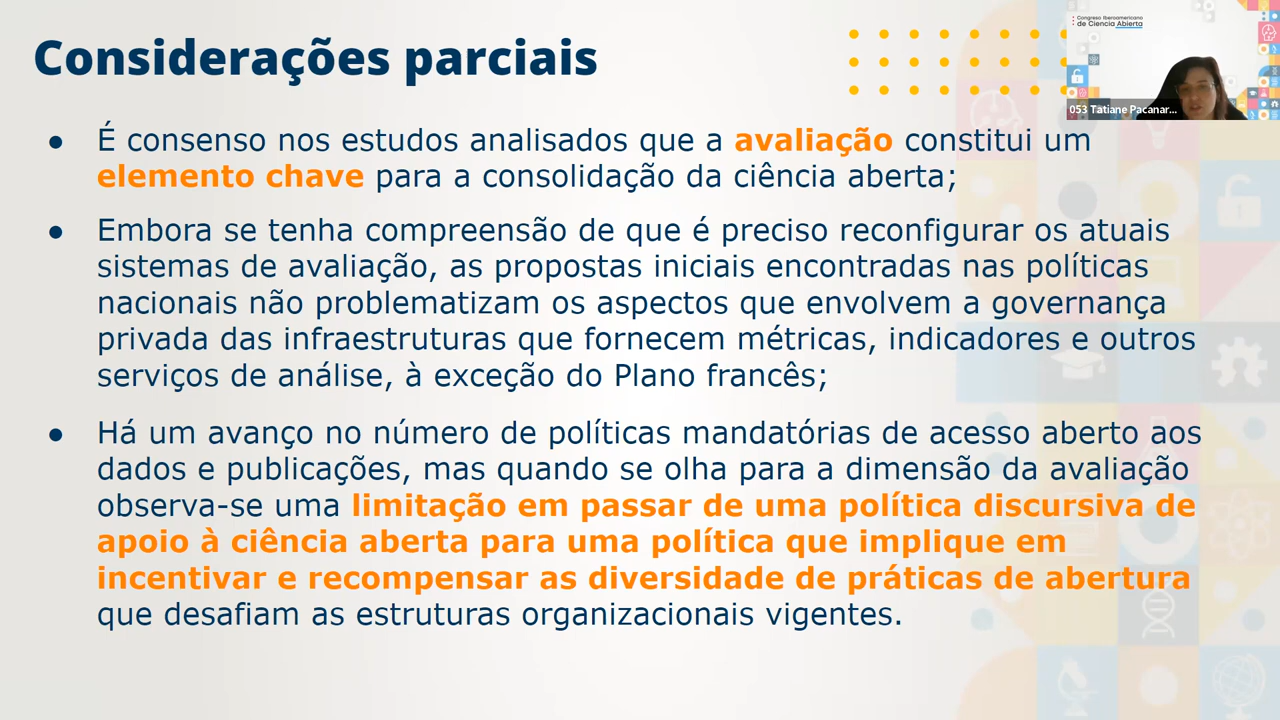 Considerações parciais
Congreso Iberoamericano
de Ciencia Abierta
053 Tatiane Pacanar...
● É consenso nos estudos analisados que a avaliação constitui um
elemento chave para a consolidação da ciência aberta;
● Embora se tenha compreensão de que é preciso reconfigurar os atuais
sistemas de avaliação, as propostas iniciais encontradas nas políticas
nacionais não problematizam os aspectos que envolvem a governança
privada das infraestruturas que fornecem métricas, indicadores e outros
serviços de análise, à exceção do Plano francês;
● Há um avanço no número de políticas mandatórias de acesso aberto aos
dados e publicações, mas quando se olha para a dimensão da avaliação
observa-se uma limitação em passar de uma política discursiva de
apoio à ciência aberta para uma política que implique em
incentivar e recompensar as diversidade de práticas de abertura
que desafiam as estruturas organizacionais vigentes.